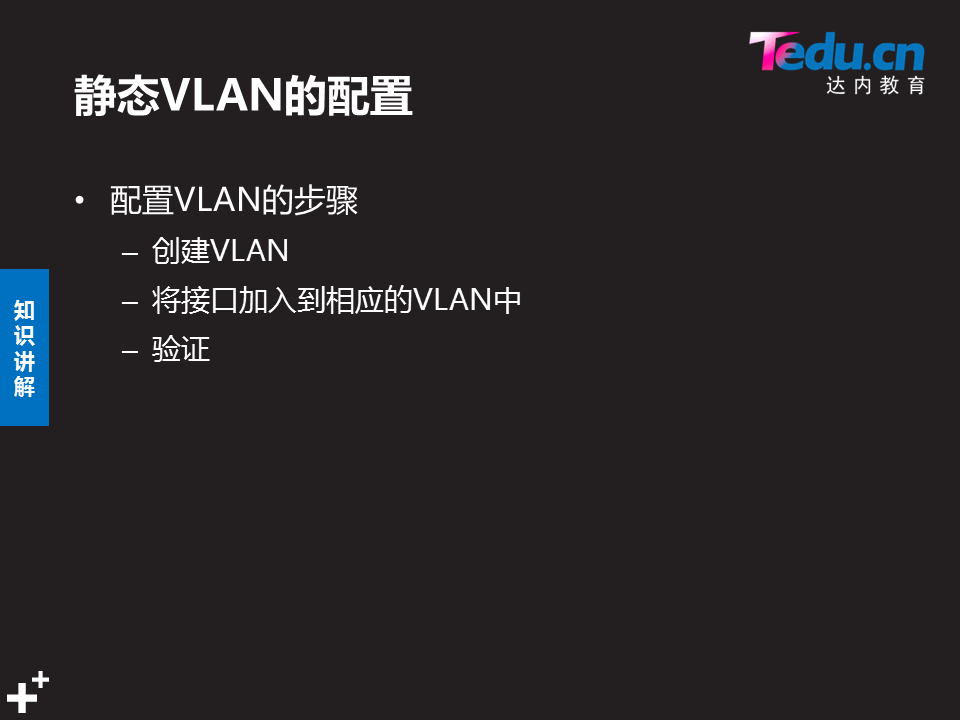 Tedu.cn
达内教育
静态VLAN的配置
• 配置VLAN的步骤
– 创建VLAN
– 将接口加入到相应的VLAN中
– 验证
知
识
讲
解